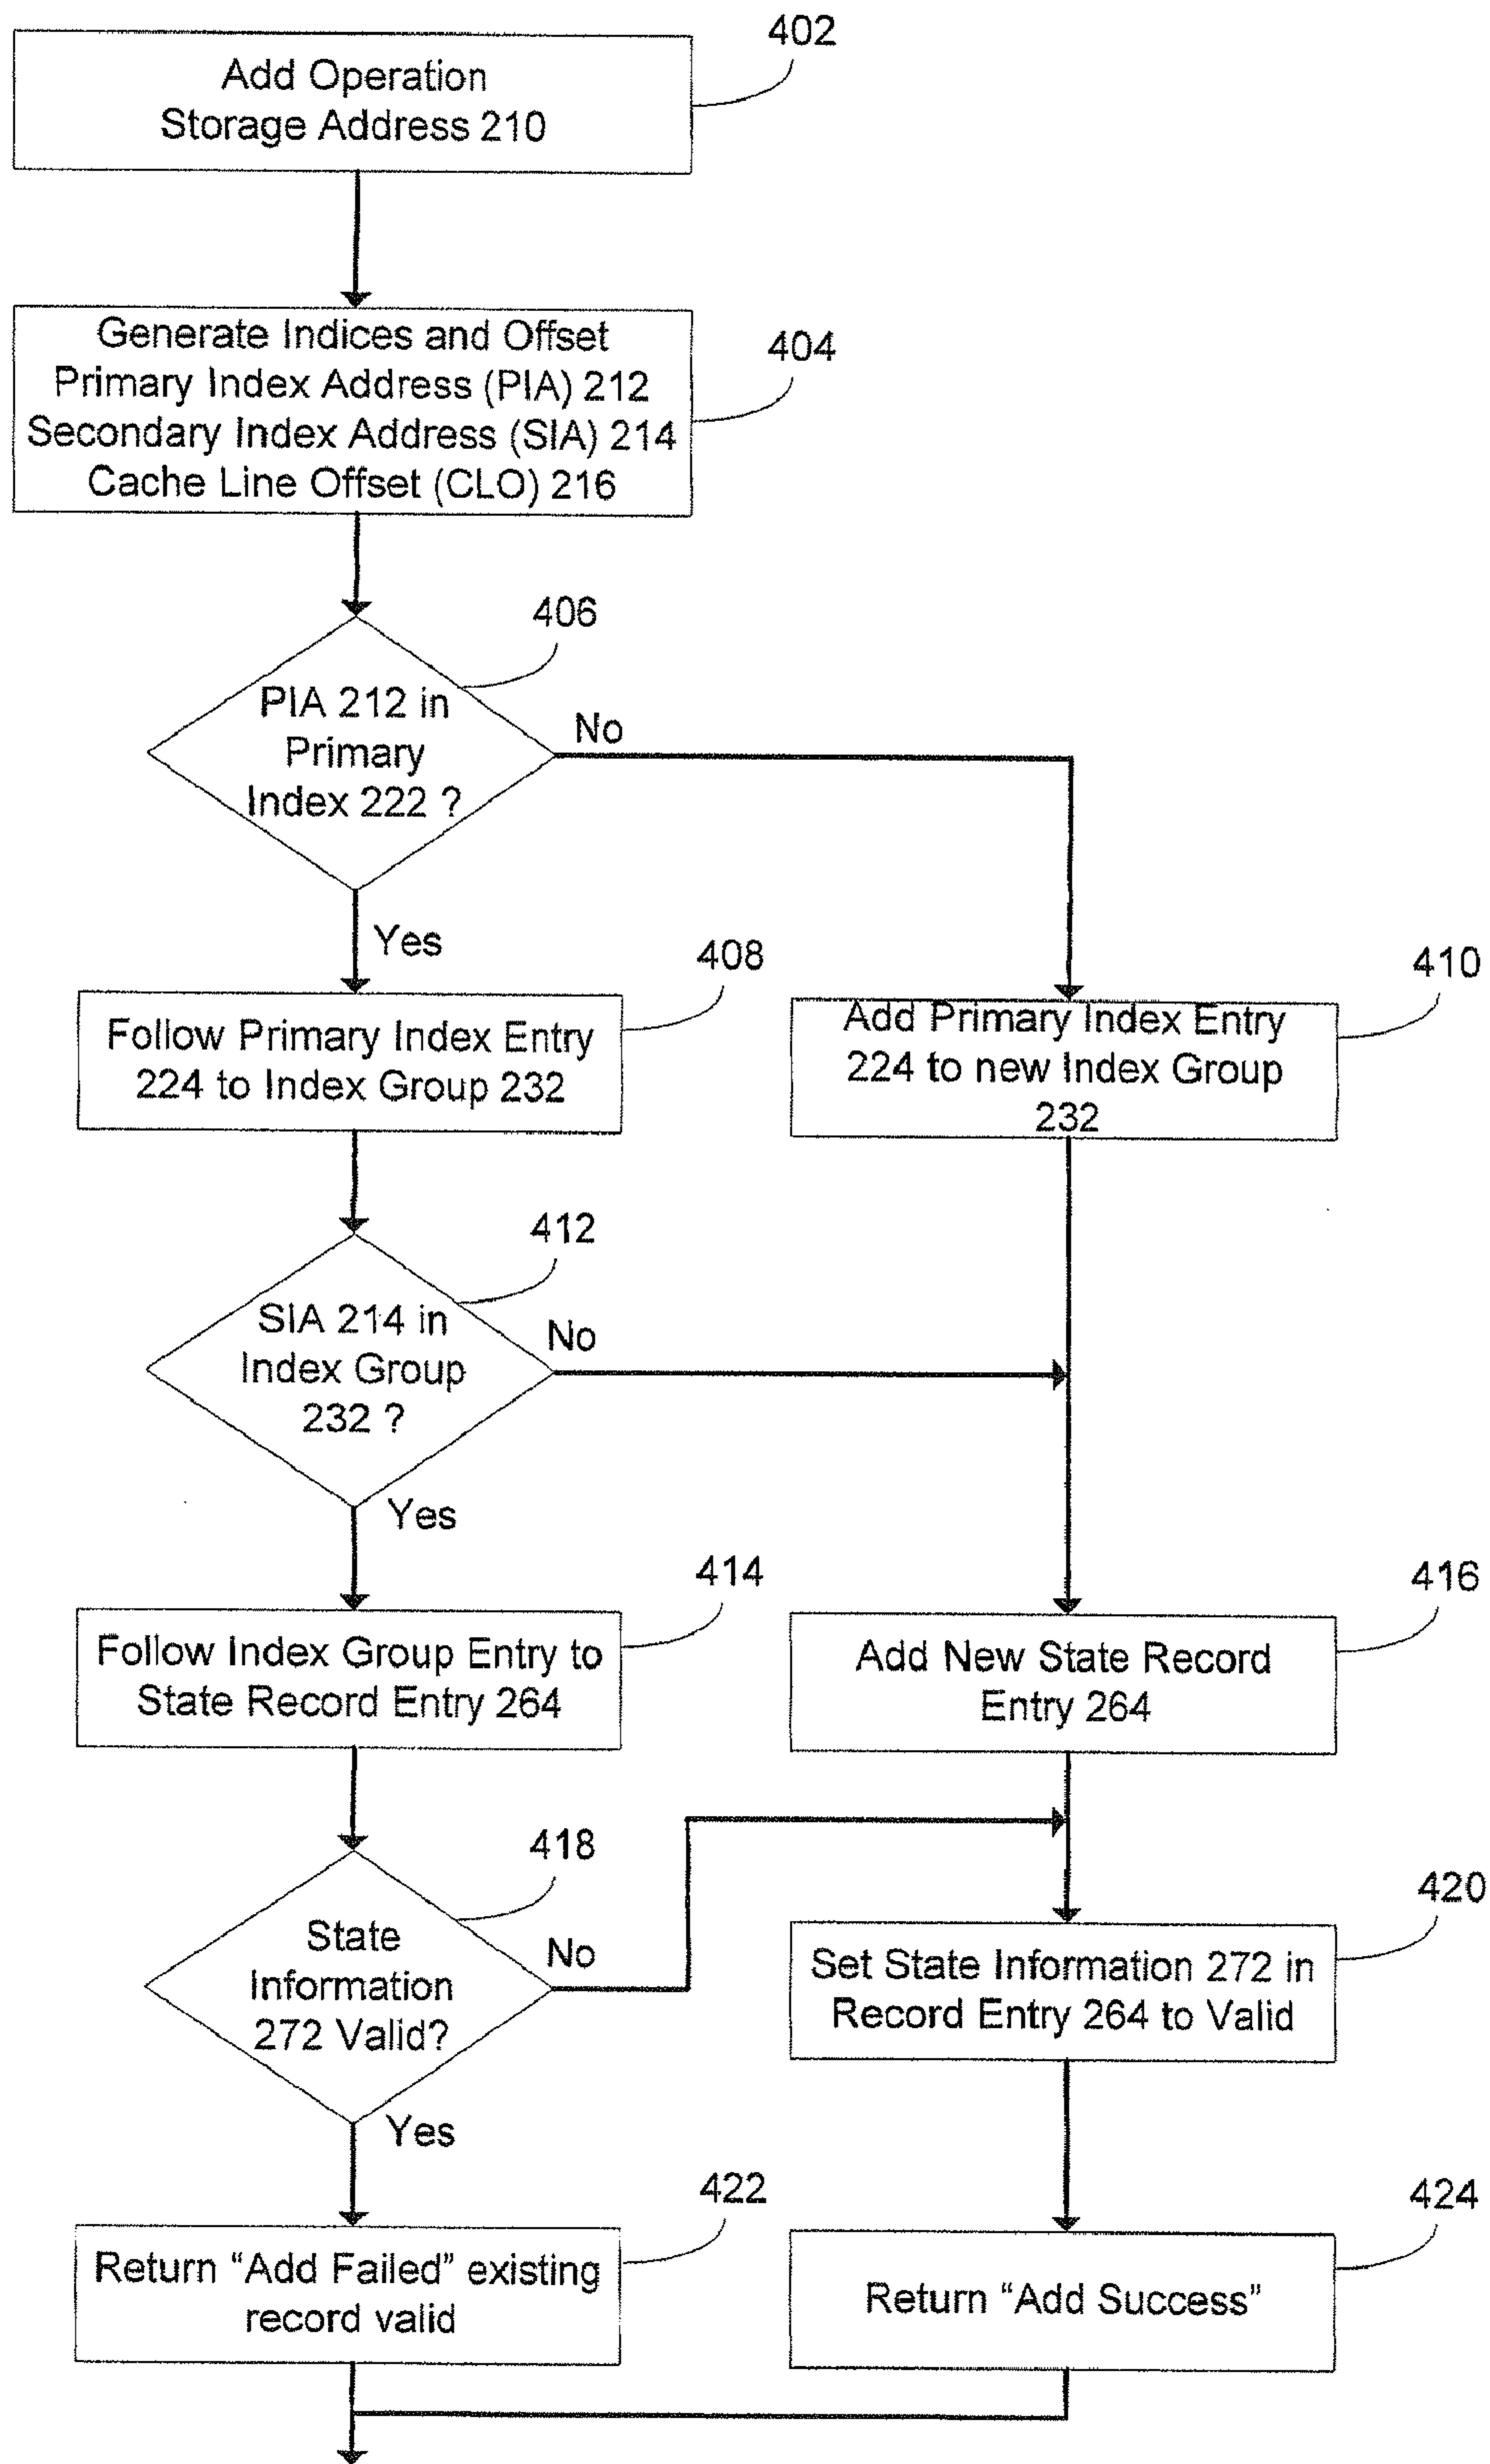 402
Add Operation
Storage Address 210
404
Generate Indices and Offset
Primary Index Address (PIA) 212
Secondary Index Address (SIA) 214
Cache Line Offset (CLO) 216
406
PIA 212 in
Primary
Index 222 ?
No
Yes
408
Follow Primary Index Entry
224 to Index Group 232
410
Add Primary Index Entry
224 to new Index Group
232
412
SIA 214 in
Index Group
232 ?
No
Yes
414
Follow Index Group Entry to
State Record Entry 264
416
Add New State Record
Entry 264
418
State
Information
272 Valid?
No
Yes
420
Set State Information 272 in
Record Entry 264 to Valid
422
Return “Add Failed” existing
record valid
424
Return “Add Success”